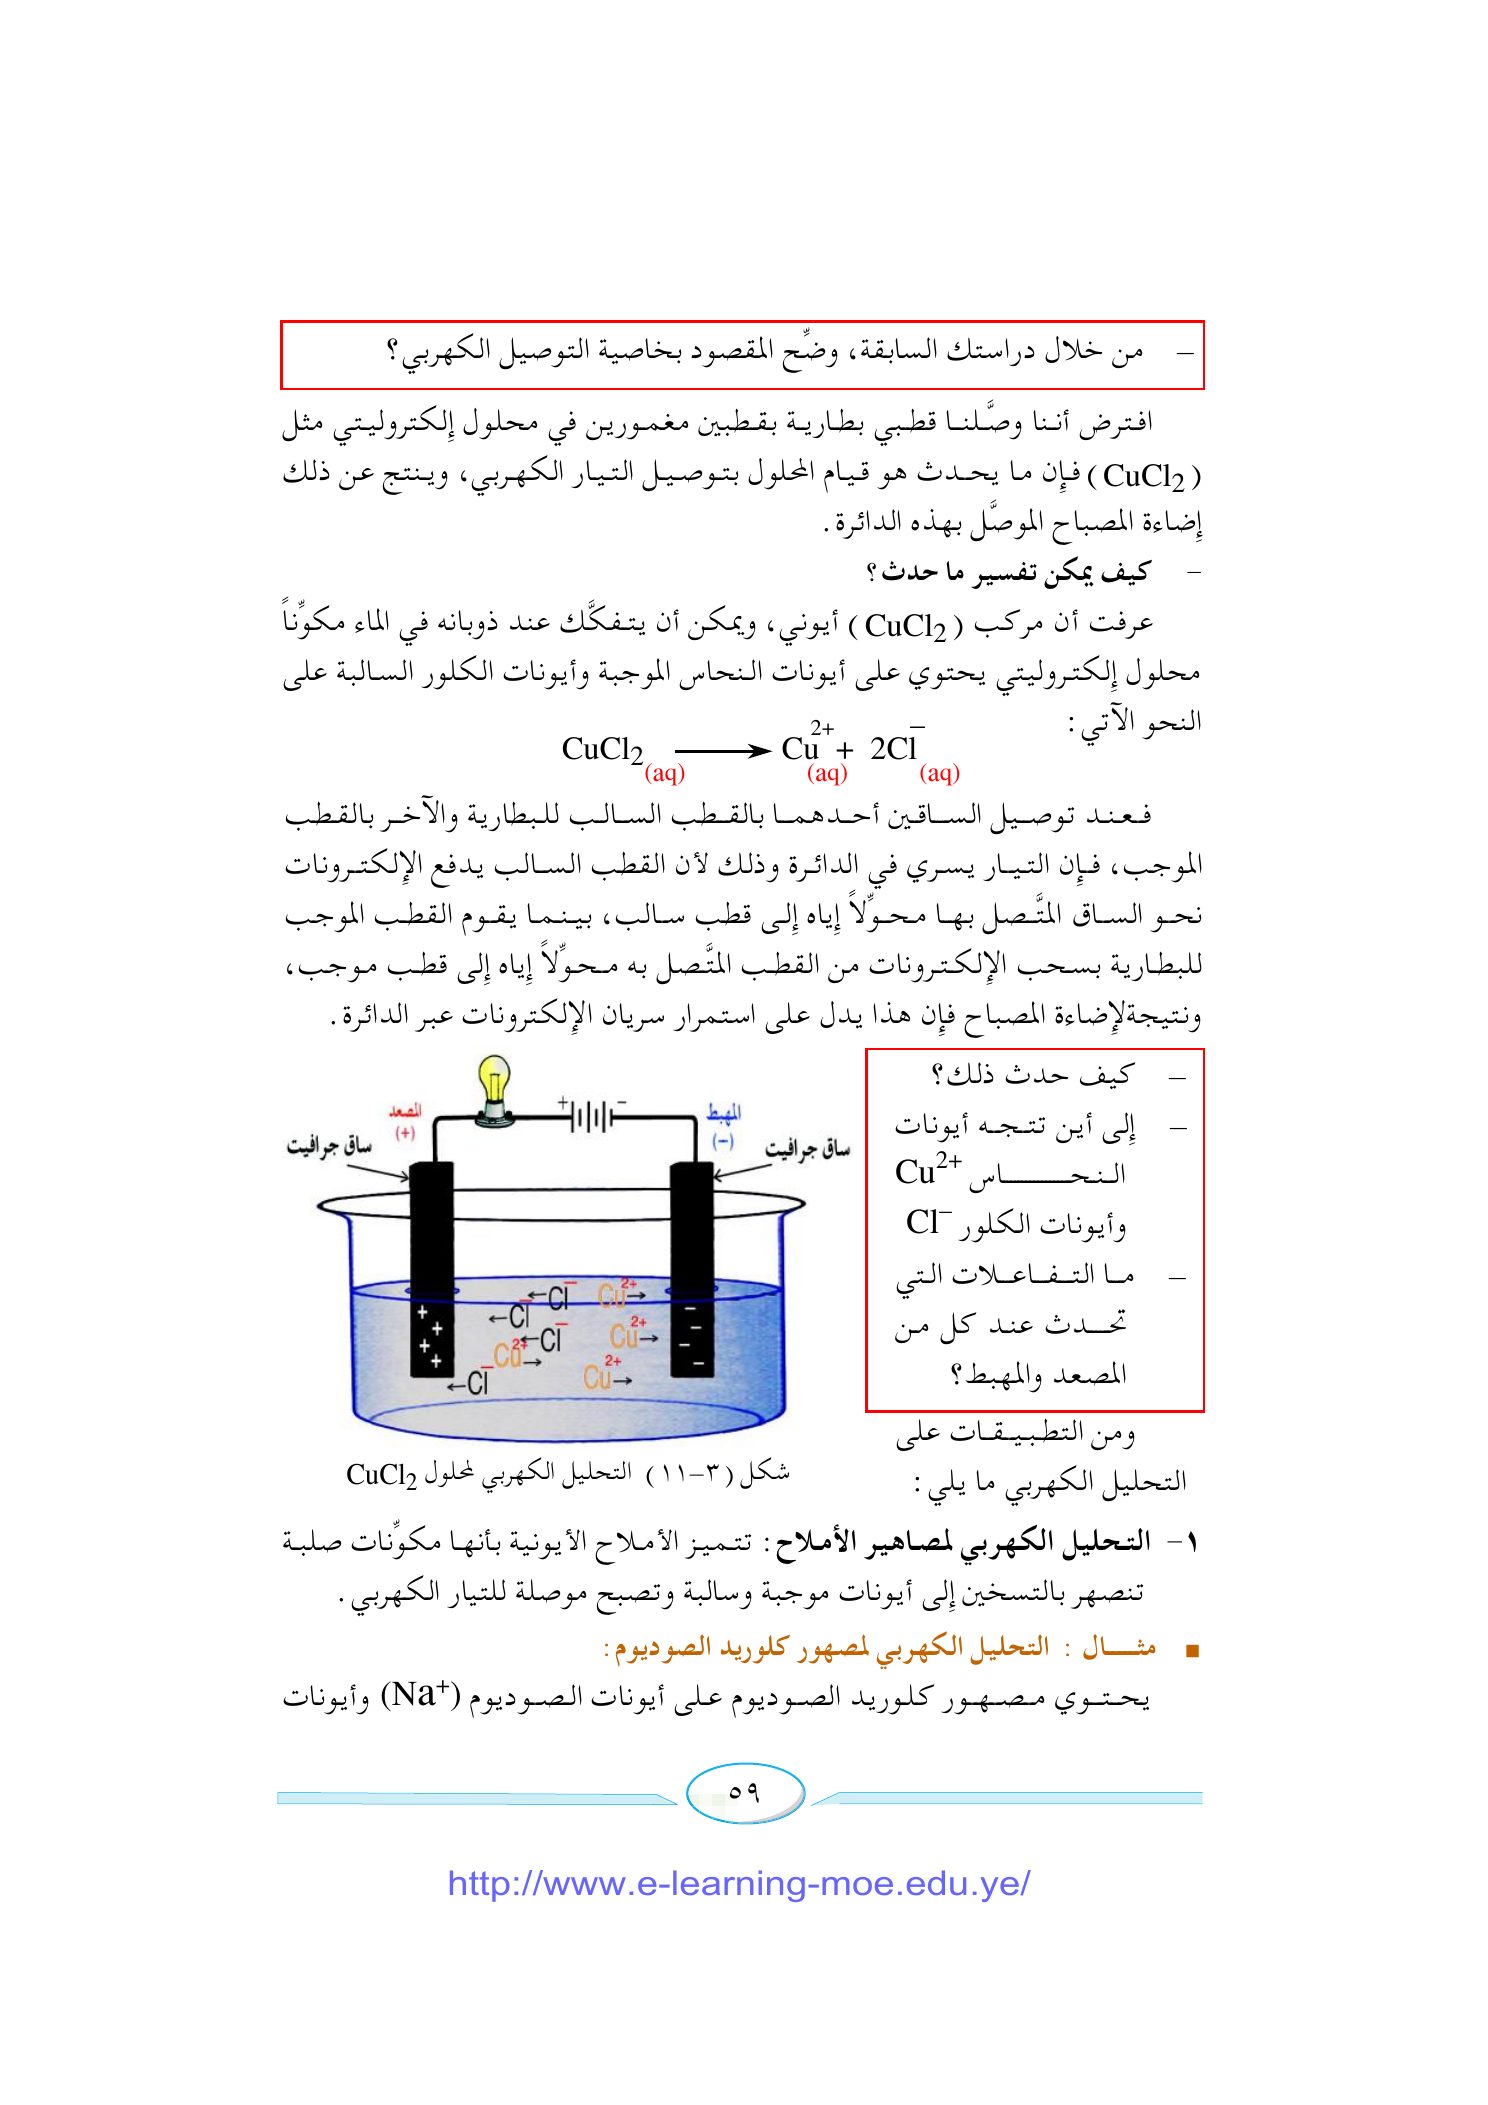 – من خلال دراستك السابقة، وضِّح المقصود بخاصية التوصيل الكهربي؟
افترض أننا وصَّلنا قطبي بطارية بقطبين مغمورين في محلول إلكتروليتي مثل
( CuCl2 ) فإن ما يحدث هو قيام المحلول بتوصيل التيار الكهربي، وينتج عن ذلك
إضاءة المصباح الموصَّل بهذه الدائرة .
– كيف يمكن تفسير ما حدث؟
عرفت أن مركب ( CuCl2 ) أيوني، ويمكن أن يتفكَّك عند ذوبانه في الماء مكوِّناً
محلول إلكتروليتي يحتوي على أيونات النحاس الموجبة وأيونات الكلور السالبة على
النحو الآتي :
CuCl2 (aq) → Cu2+ (aq) + 2Cl– (aq)
فعند توصيل الساقين أحدهما بالقطب السالب للبطارية والآخر بالقطب
الموجب، فإن التيار يسري في الدائرة وذلك لأن القطب السالب يدفع الإلكترونات
نحو الساق المتَّصل بها محوِّلاً إياه إلى قطب سالب، بينما يقوم القطب الموجب
للبطارية بسحب الإلكترونات من القطب المتَّصل به محوِّلاً إياه إلى قطب موجب،
ونتيجةلإضاءة المصباح فإن هذا يدل على استمرار سريان الإلكترونات عبر الدائرة .
– كيف حدث ذلك؟
– إلى أين تتجه أيونات
النحاس Cu2+
وأيونات الكلور Cl–
– ما التفاعلات التي
تحدث عند كل من
المصعد والمهبط؟
المصعد
(+)
+ –
المهبط
(–)
ساق جرافيت
ساق جرافيت
←Cl– Cu2+→
←Cl–
←Cl– Cu2+→
Cu2+→
←Cl– Cu2+→
+ + + +
– – – –
شكل ( ٣–١١ ) التحليل الكهربي لمحلول CuCl2
ومن التطبيقات على
التحليل الكهربي ما يلي :
١– التحليل الكهربي لمصاهير الأملاح : تتميز الأملاح الأيونية بأنها مكوِّنات صلبة
تنصهر بالتسخين إلى أيونات موجبة وسالبة وتصبح موصلة للتيار الكهربي .
■ مثال : التحليل الكهربي لمصهور كلوريد الصوديوم :
يحتوي مصهور كلوريد الصوديوم على أيونات الصوديوم (Na+) وأيونات
٥٩
http://www.e-learning-moe.edu.ye/